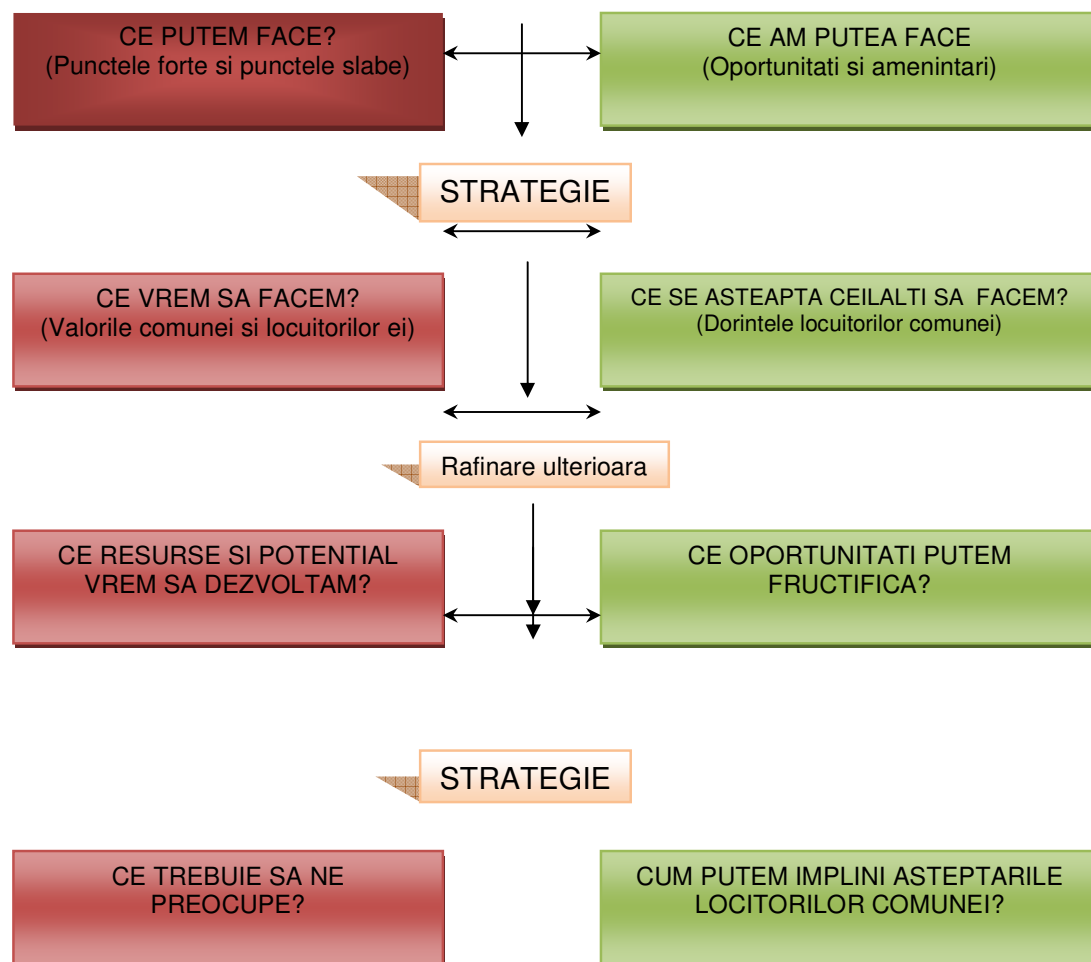 CE PUTEM FACE?
(Punctele forte si punctele slabe)
CE AM PUTEA FACE
(Oportunitati si amenintari)
STRATEGIE
CE VREM SA FACEM?
(Valorile comunei si locuitorilor ei)
CE SE ASTEAPTA CEILALTI SA FACEM?
(Dorintele locuitorilor comunei)
Rafinare ulterioara
CE RESURSE SI POTENTIAL
VREM SA DEZVOLTAM?
CE OPORTUNITATI PUTEM
FRUCTIFICA?
STRATEGIE
CE TREBUIE SA NE
PREOCUPE?
CUM PUTEM IMPLINI ASTEPTARILE
LOCITORILOR COMUNEI?